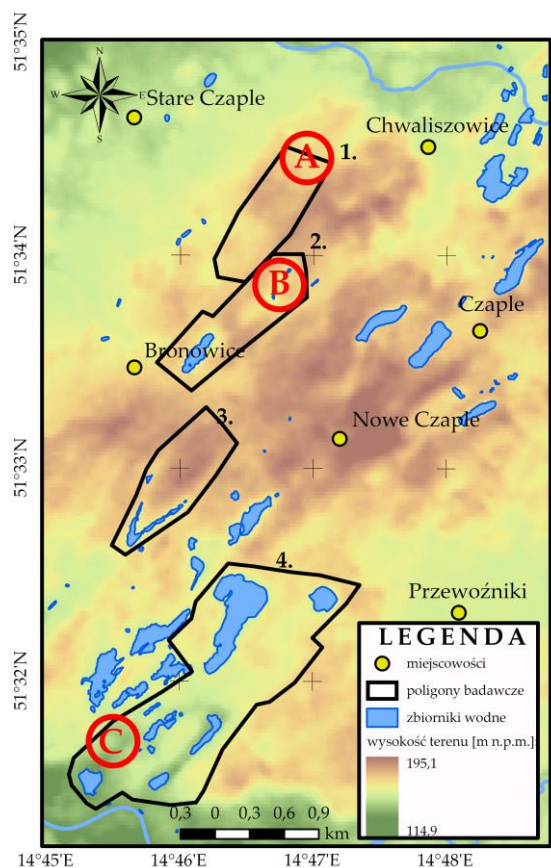 51°35'N
N
W
E
S
Stare Czaple
A
1.
Chwaliszowice
51°34'N
2.
B
Czaple
Bronowice
3.
Nowe Czaple
51°33'N
4.
Przewoźniki
LEGENDA
miejscowości
poligony badawcze
zbiorniki wodne
wysokość terenu [m n.p.m.]:
195,1
114,9
51°32'N
C
0,3 0 0,3 0,6 0,9
km
14°45'E 14°46'E 14°47'E 14°48'E